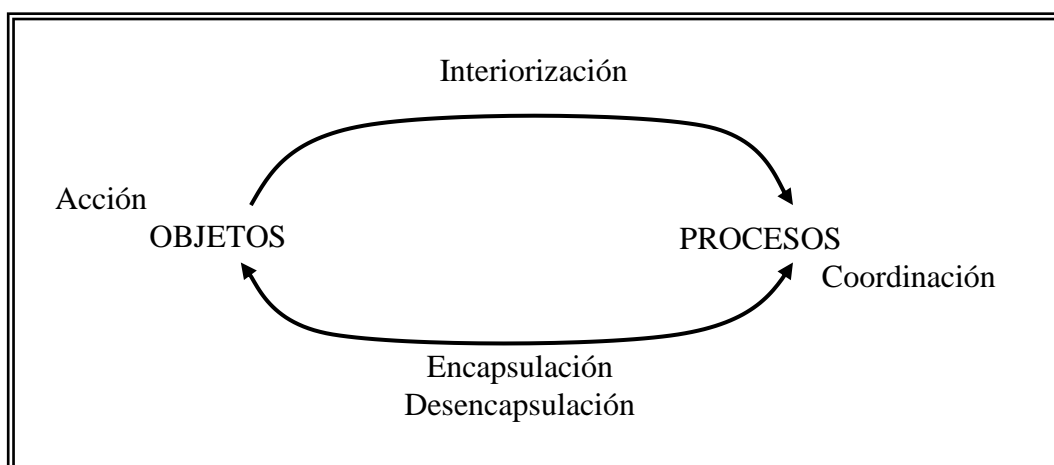 Interiorización
Acción
OBJETOS
PROCESOS
Coordinación
Encapsulación
Desencapsulación